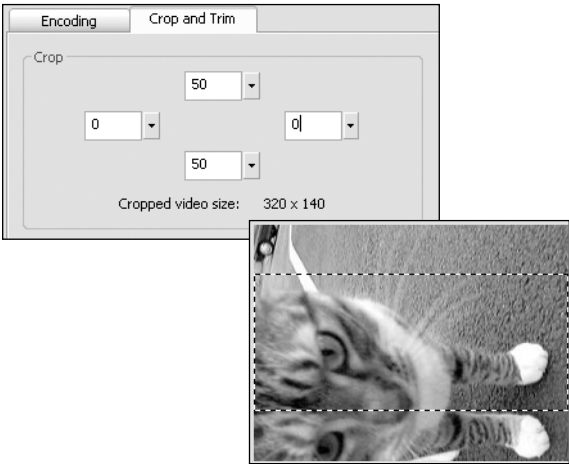 Encoding Crop and Trim
Crop
50
0 0
50
Cropped video size: 320 x 140